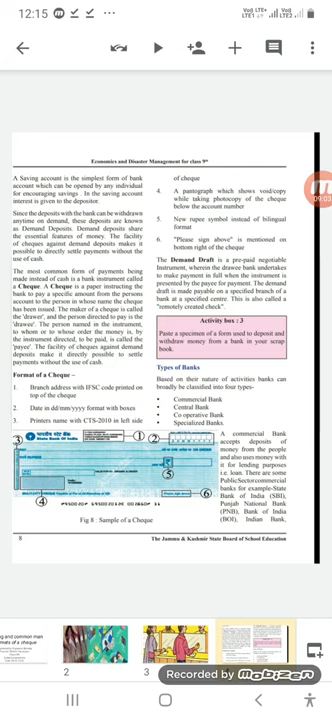 12:15
Vo)) LTE+
LTE1
Vo))
LTE2
Economics and Disaster Management for class 9th
A Saving account is the simplest form of bank
account which can be opened by any individual
for encouraging savings . In the saving account
interest is given to the depositor.
Since the deposits with the bank can be withdrawn
anytime on demand, these deposits are known
as Demand Deposits. Demand deposits share
the essential features of money. The facility
of cheques against demand deposits makes it
possible to directly settle payments without the
use of cash.
The most common form of payments being
made instead of cash is a bank instrument called
a Cheque. A Cheque is a paper instructing the
bank to pay a specific amount from the persons
account to the person in whose name the cheque
has been issued. The maker of a cheque is called
the 'drawer', and the person directed to pay is the
'drawee'. The person named in the instrument,
to whom or to whose order the money is, by
the instrument directed, to be paid, is called the
'payee'. The facility of cheques against demand
deposits make it directly possible to settle
payments without the use of cash.
Format of a Cheque –
1. Branch address with IFSC code printed on
top of the cheque
2. Date in dd/mm/yyyy format with boxes
3. Printers name with CTS-2010 in left side
of cheque
4. A pantograph which shows void/copy
while taking photocopy of the cheque
below the account number
5. New rupee symbol instead of bilingual
format
6. "Please sign above" is mentioned on
bottom right of the cheque
The Demand Draft is a pre-paid negotiable
Instrument, wherein the drawee bank undertakes
to make payment in full when the instrument is
presented by the payee for payment. The demand
draft is made payable on a specified branch of a
bank at a specified centre. This is also called a
"remotely created check".
Activity box : 3
Paste a specimen of a form used to deposit and
withdraw money from a bank in your scrap
book.
Types of Banks
Based on their nature of activities banks can
broadly be classified into four types-
• Commercial Bank
• Central Bank
• Co operative Bank
• Specialized Banks.
A commercial Bank
accepts deposits of
money from the people
and also uses money with
it for lending purposes
i.e. loan. There are some
Public Sector commercial
banks for example-State
Bank of India (SBI),
Punjab National Bank
(PNB), Bank of India
(BOI), Indian Bank,
3
भारतीय स्टेट बैंक
State Bank of India
1
2
5
4
6
Fig 8 : Sample of a Cheque
8
The Jammu & Kashmir State Board of School Education
09:03
2
3
Recorded by mobizen